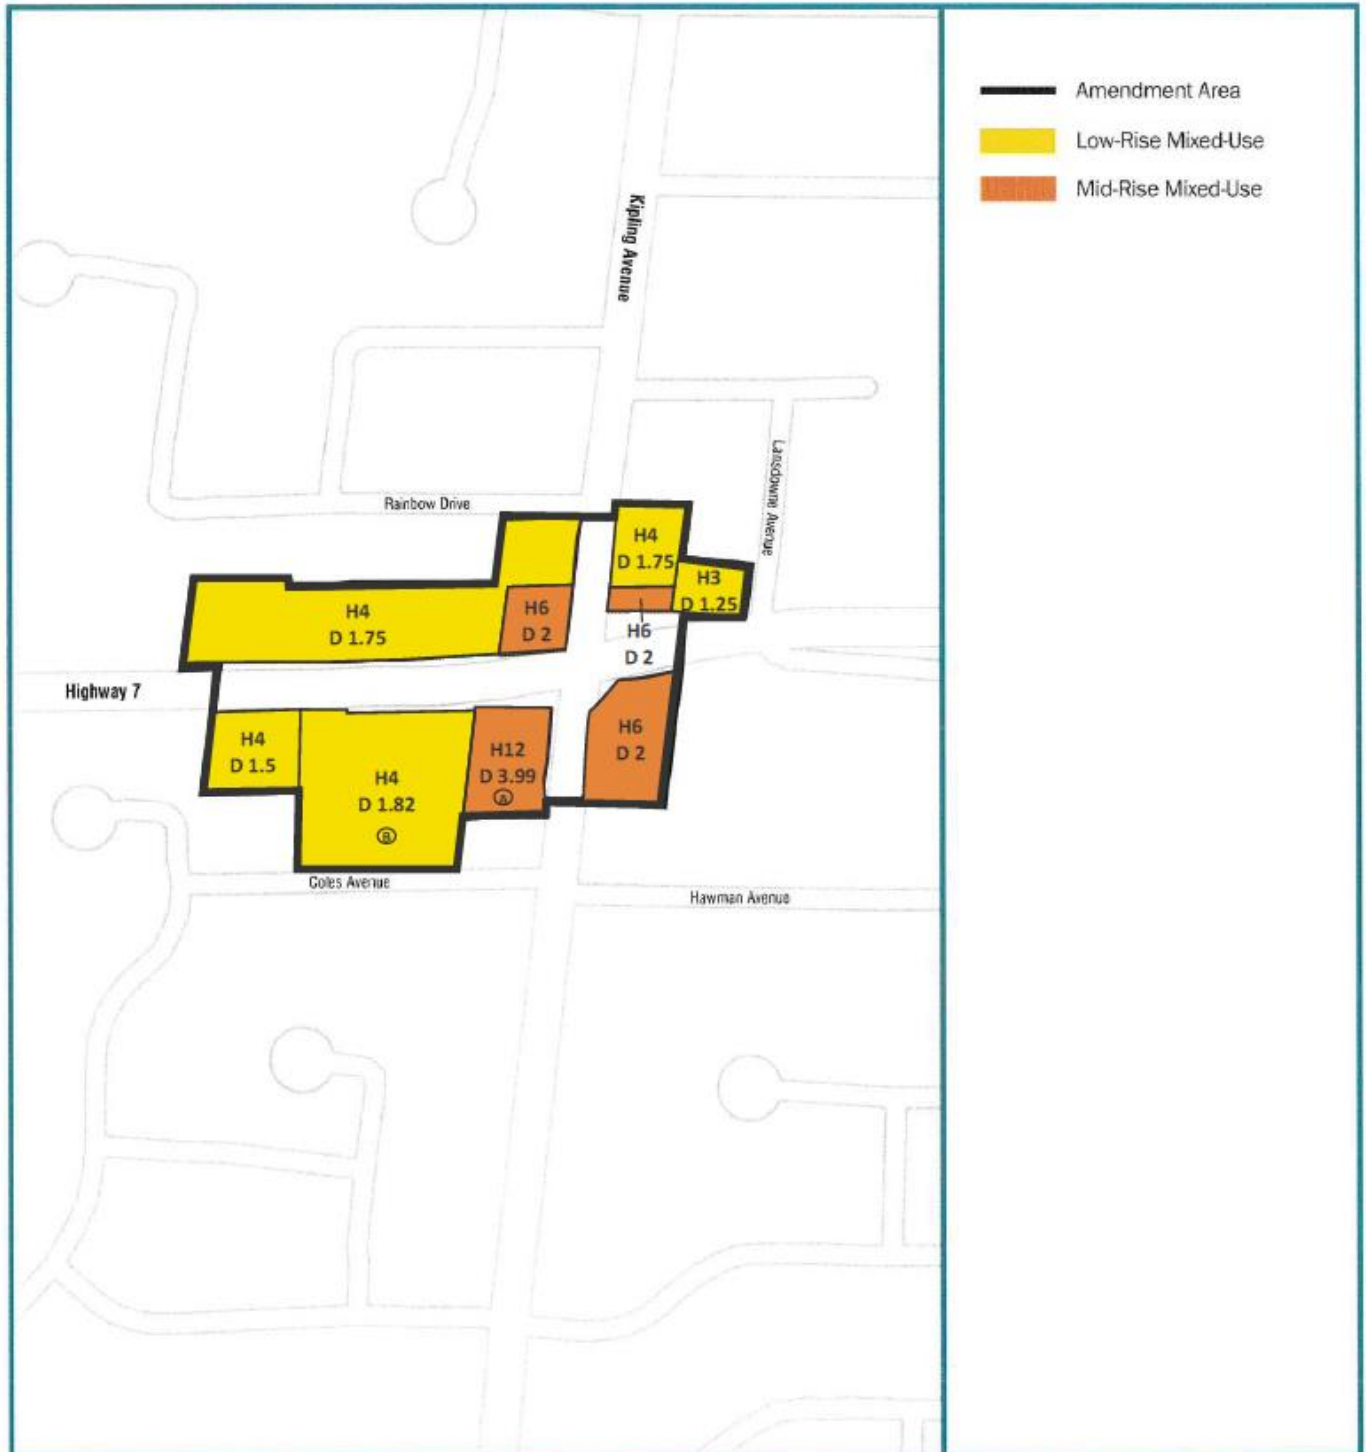 Amendment Area
Low-Rise Mixed-Use
Mid-Rise Mixed-Use
Kipling Avenue
Lansdowne Avenue
Rainbow Drive
H4
D 1.75
H3
D 1.25
H4
D 1.75
H6
D 2
H6
D 2
Highway 7
H4
D 1.5
H4
D 1.82
B
H12
D 3.99
A
H6
D 2
Coles Avenue
Hawman Avenue